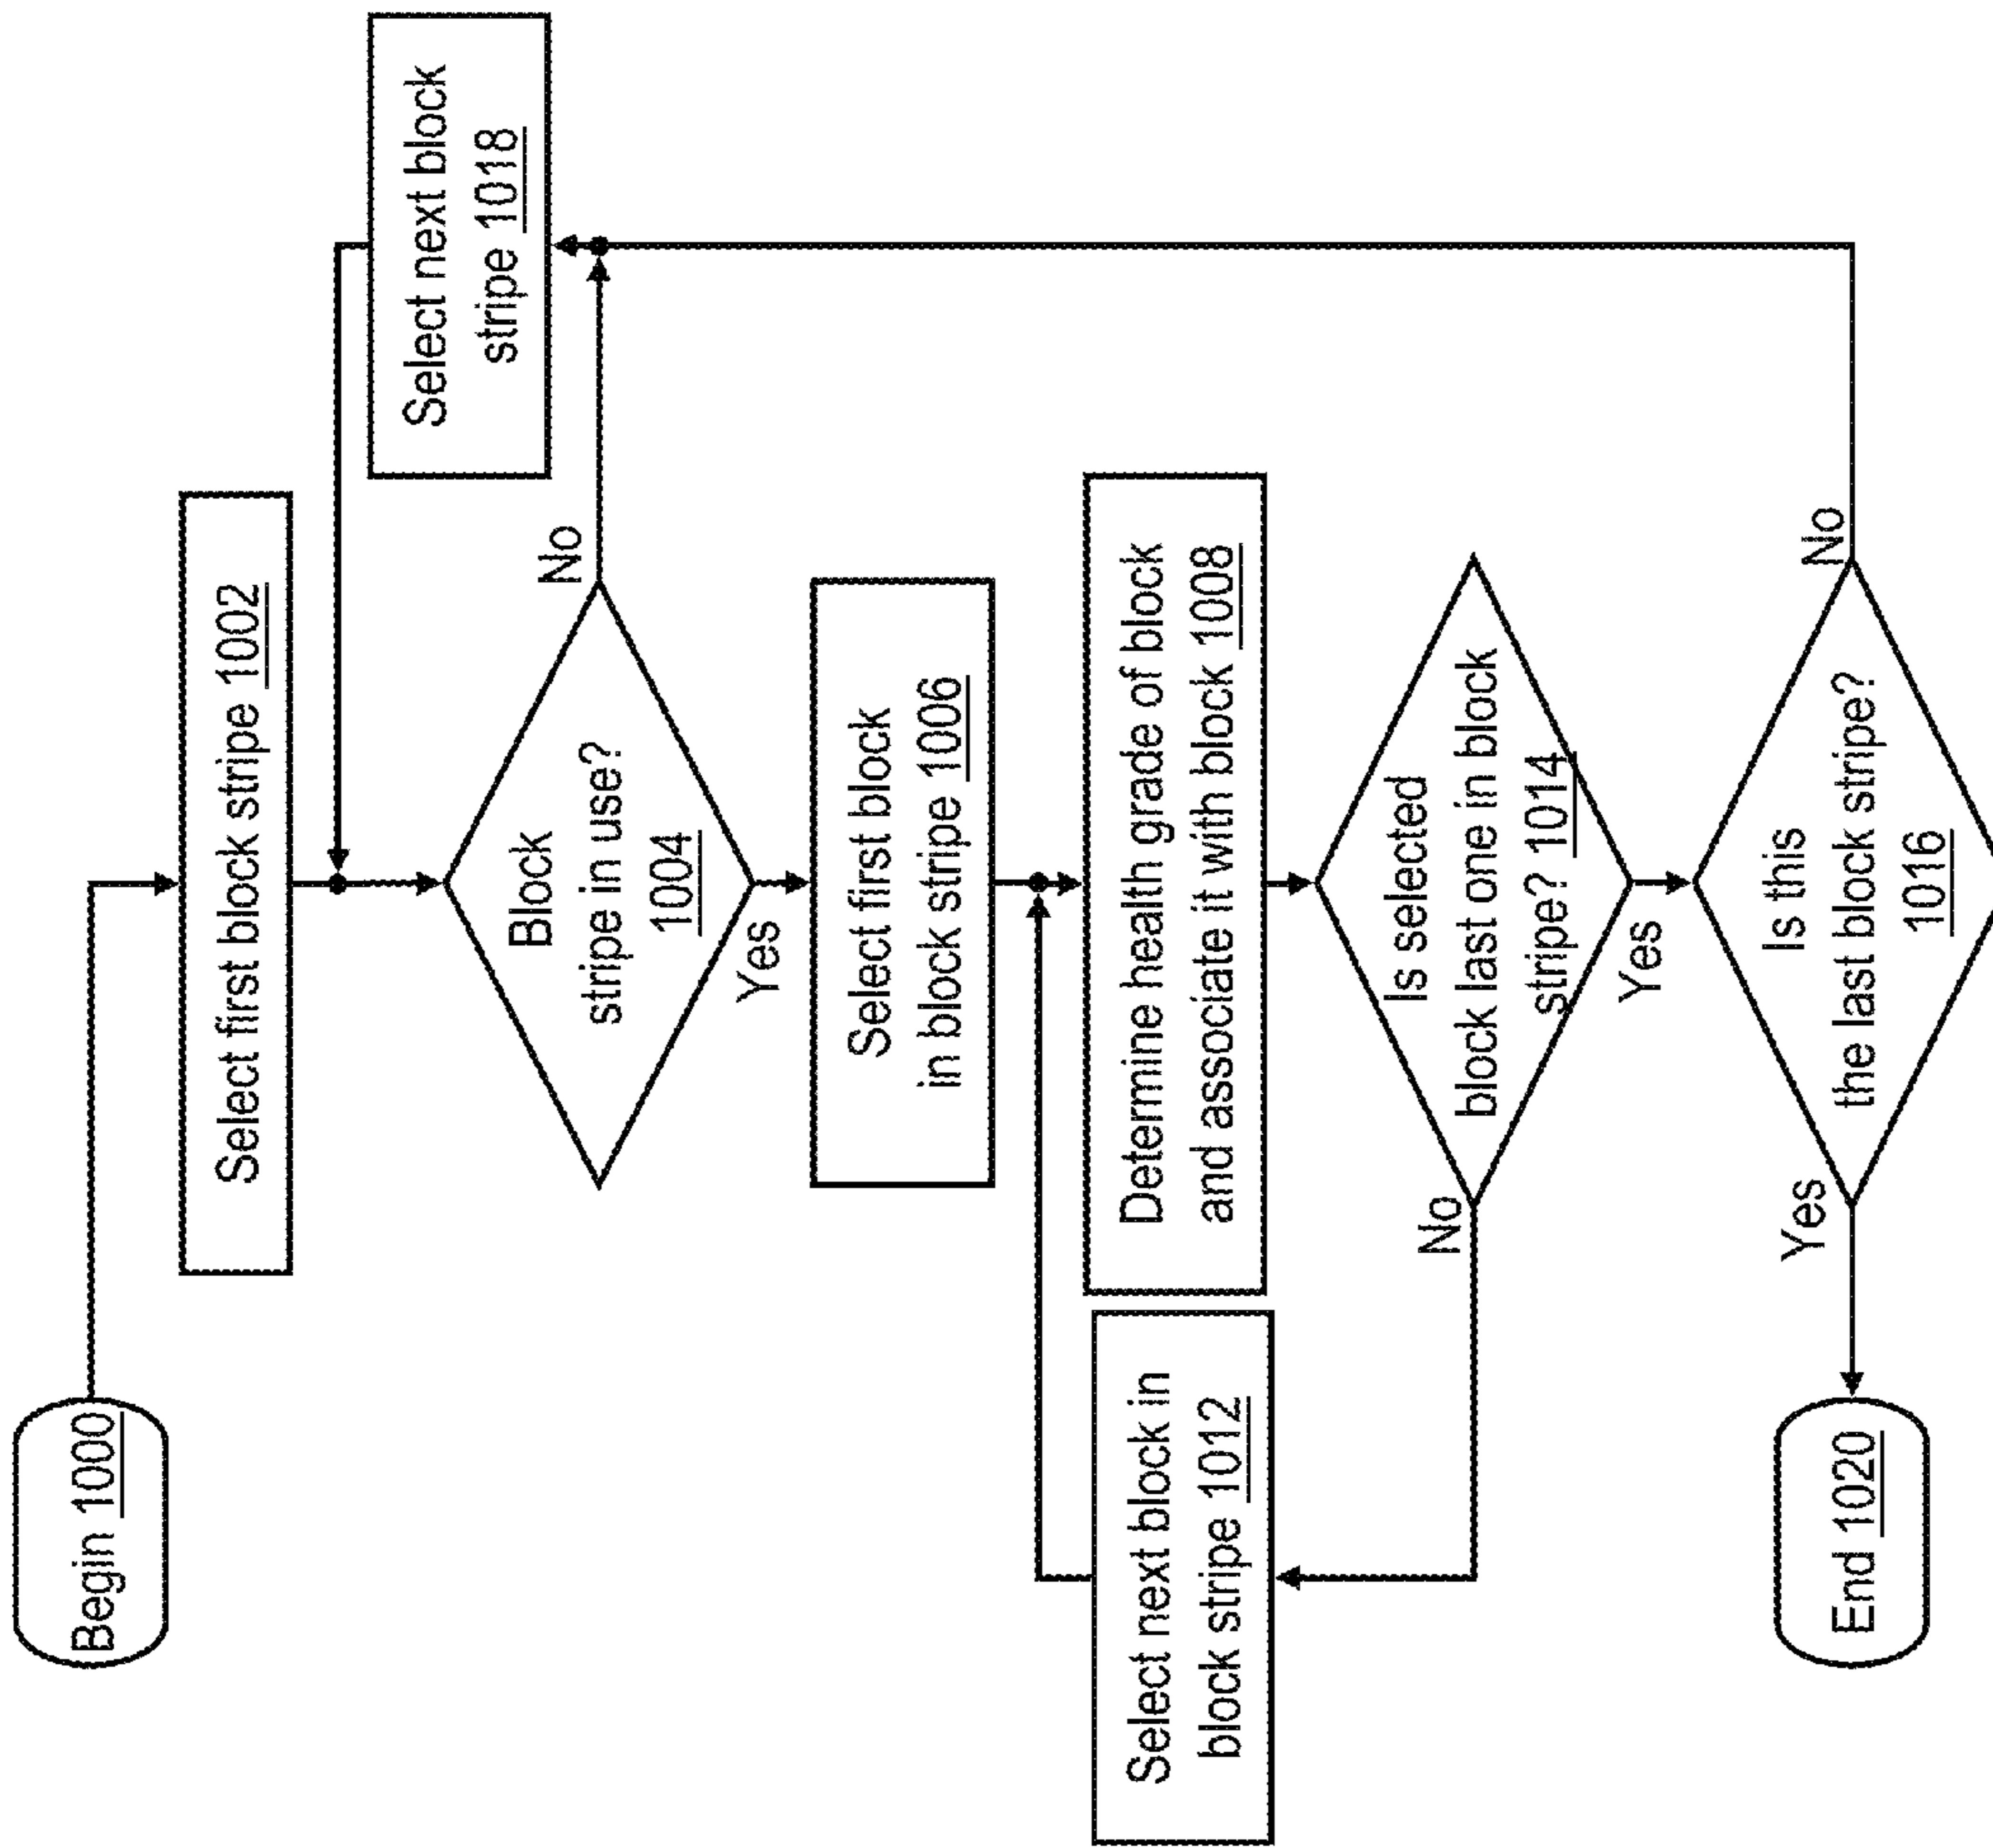 Begin 1000
Select first block stripe 1002
Select next block
stripe 1018
Block
stripe in use?
1004
No
Yes
Select first block
in block stripe 1006
Determine health grade of block
and associate it with block 1008
Select next block in
block stripe 1012
Is selected
block last one in block
stripe? 1014
No
Yes
Is this
the last block stripe?
1016
No
Yes
End 1020